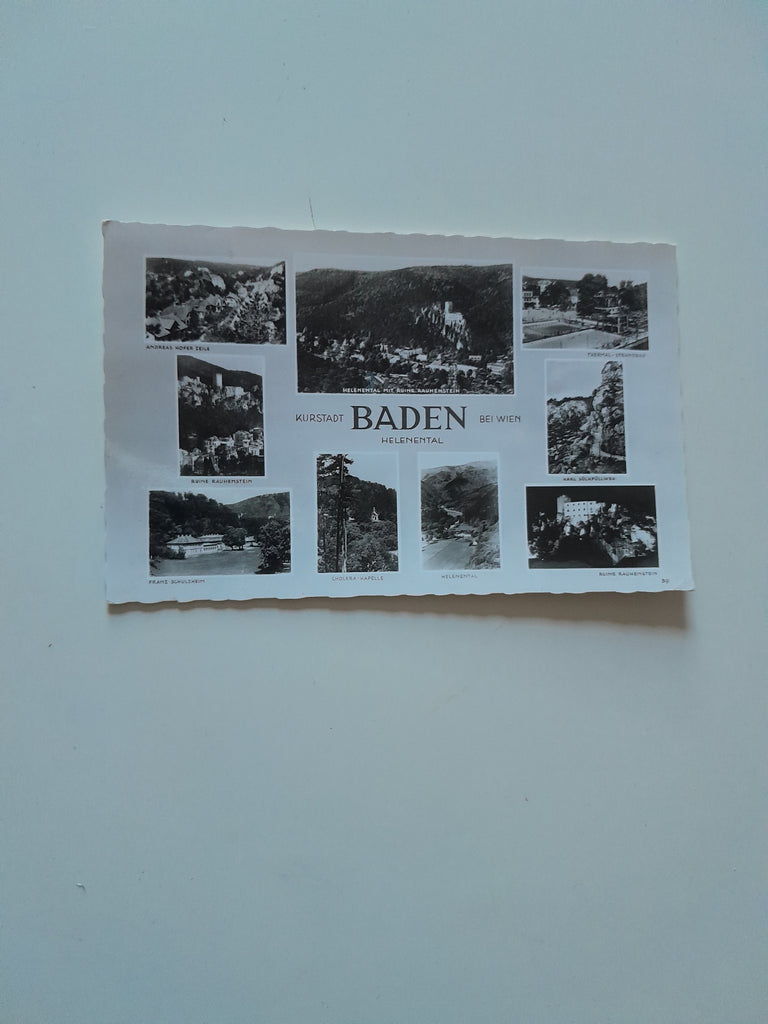 ANDREAS HOFER ZEILE
HELENENTAL MIT RUINE RAUHENSTEIN
THERMAL-STRANDBAD
KURSTADT BADEN BEI WIEN
HELENENTAL
RUINE RAUHENSTEIN
KARL
FRANZ SCHULSHEIM
CHOLERA-KAPELLE
HELENENTAL
RUINE RAUHENSTEIN